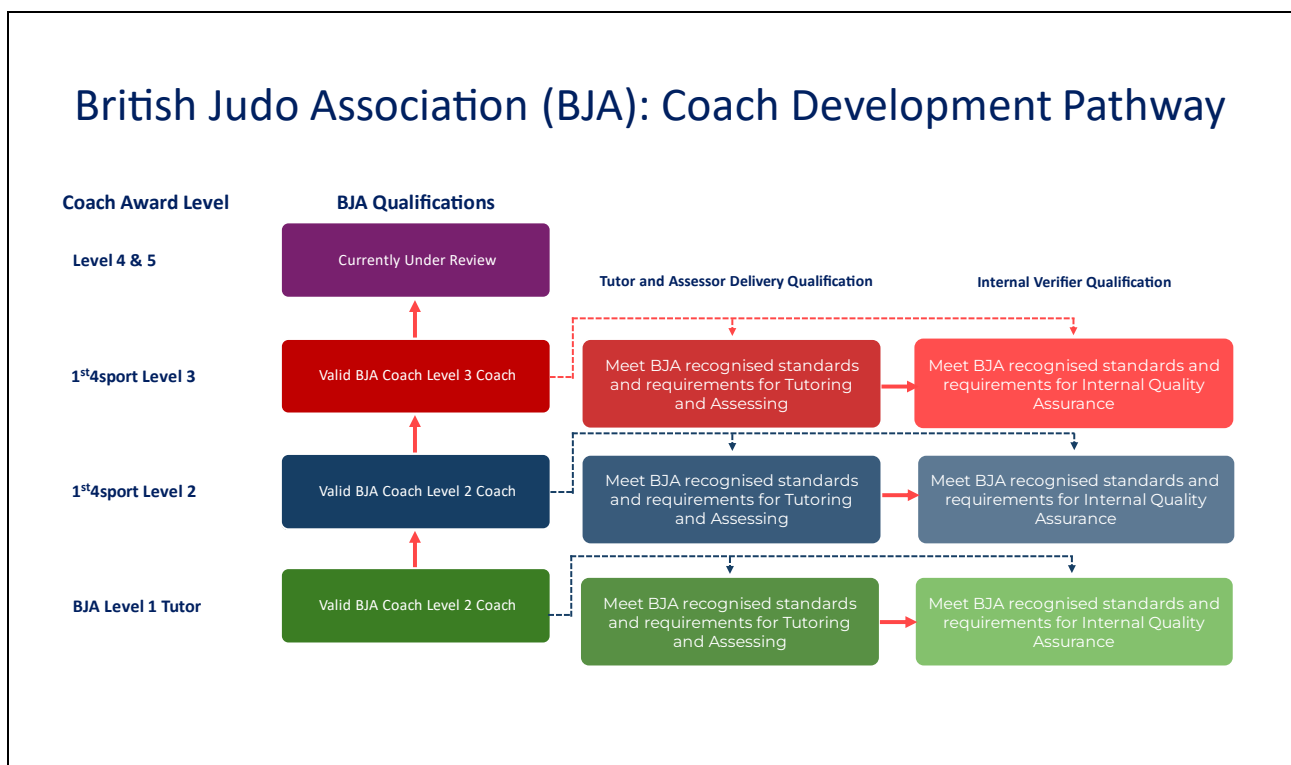 British Judo Association (BJA): Coach Development Pathway
Coach Award Level
BJA Qualifications
Level 4 & 5
Currently Under Review
Tutor and Assessor Delivery Qualification
Internal Verifier Qualification
1st4sport Level 3
Valid BJA Coach Level 3 Coach
Meet BJA recognised standards
and requirements for Tutoring
and Assessing
Meet BJA recognised standards and
requirements for Internal Quality
Assurance
1st4sport Level 2
Valid BJA Coach Level 2 Coach
Meet BJA recognised standards
and requirements for Tutoring
and Assessing
Meet BJA recognised standards and
requirements for Internal Quality
Assurance
BJA Level 1 Tutor
Valid BJA Coach Level 2 Coach
Meet BJA recognised standards
and requirements for Tutoring
and Assessing
Meet BJA recognised standards and
requirements for Internal Quality
Assurance